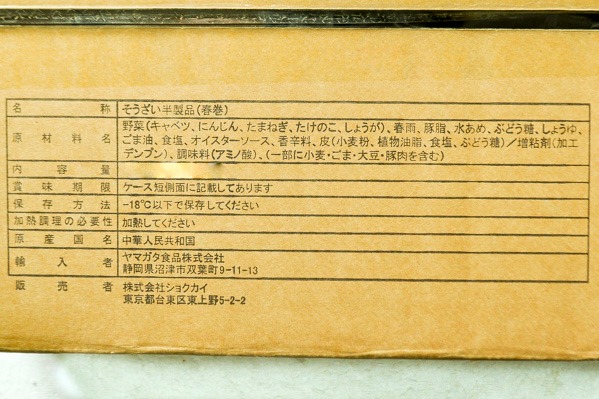 名称 そうざい半製品(春巻)
原材料名 野菜(キャベツ、にんじん、たまねぎ、たけのこ、しょうが)、春雨、豚脂、水あめ、ぶどう糖、しょうゆ、
ごま油、食塩、オイスターソース、香辛料、皮(小麦粉、植物油脂、食塩、ぶどう糖)/増粘剤(加工
デンプン)、調味料(アミノ酸)、(一部に小麦・ごま・大豆・豚肉を含む)
内容量
賞味期限 ケース短側面に記載してあります
保存方法 -18℃以下で保存してください
加熱調理の必要性 加熱してください
原産国名 中華人民共和国
輸入者 ヤマガタ食品株式会社
静岡県沼津市双葉町9-11-13
販売者 株式会社ショクカイ
東京都台東区東上野5-2-2